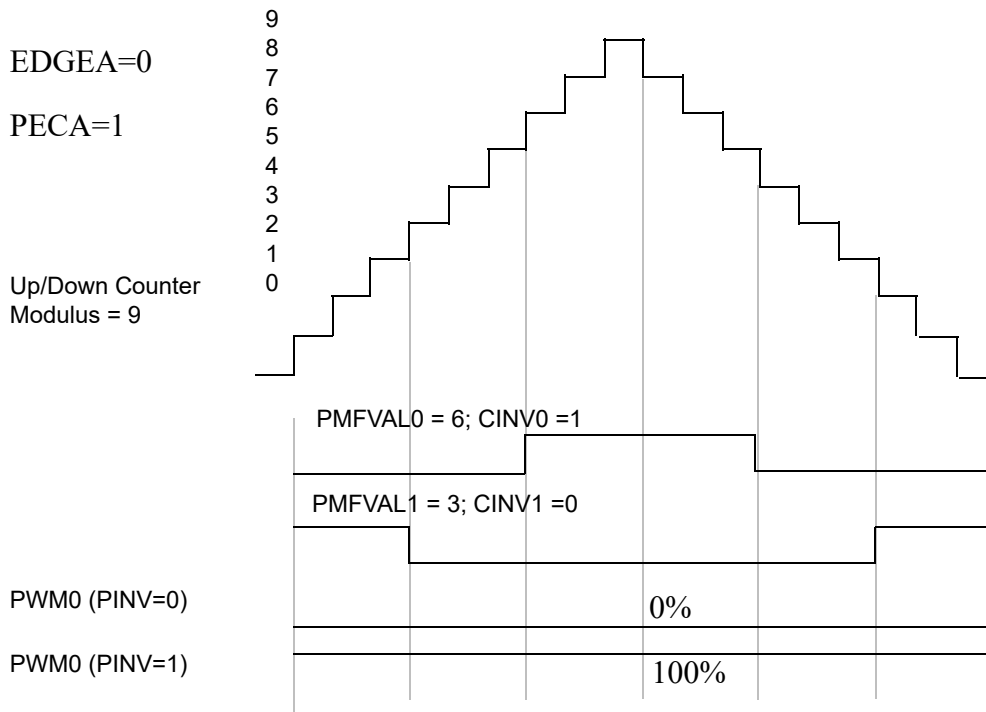 9
EDGEA=0
8
7
PECA=1
6
5
4
3
2
1
Up/Down Counter
0
Modulus = 9
PMFVAL0 = 6; CINV0 =1
PMFVAL1 = 3; CINV1 =0
PWM0 (PINV=0)
0%
PWM0 (PINV=1)
100%